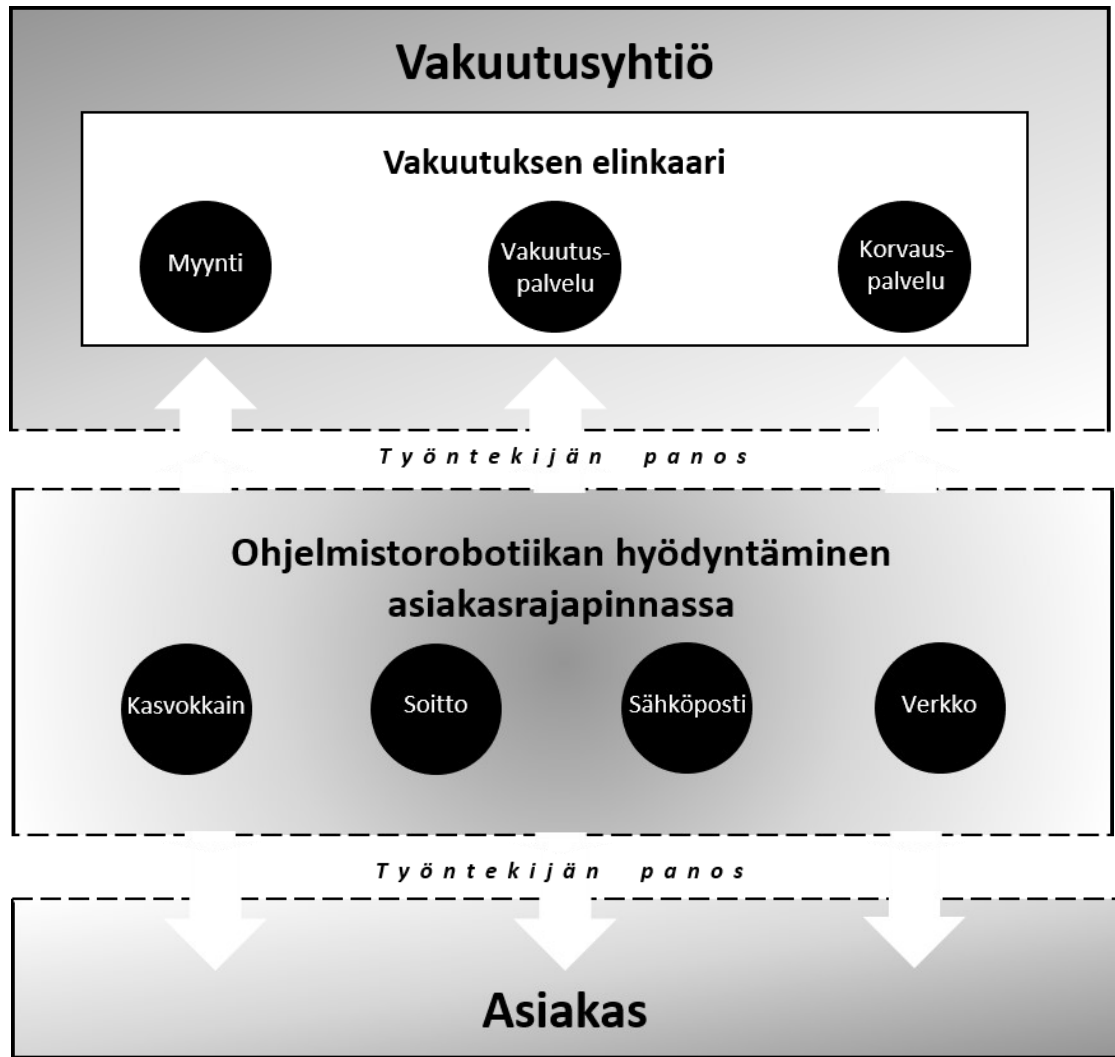 Vakuutusyhtiö
Vakuutuksen elinkaari
Myynti
Vakuutus-
palvelu
Korvaus-
palvelu
Työntekijän panos
Ohjelmistorobotiikan hyödyntäminen
asiakasrajapinnassa
Kasvokkain
Soitto
Sähköposti
Verkko
Työntekijän panos
Asiakas